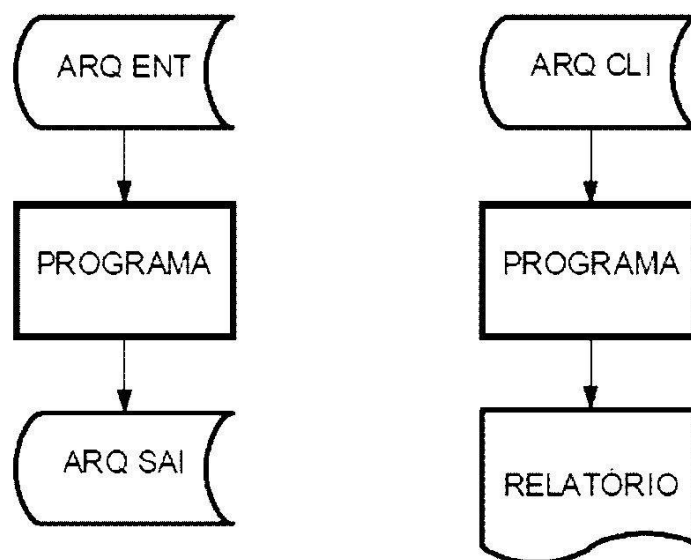 ARQ ENT
PROGRAMA
ARQ SAI
ARQ CLI
PROGRAMA
RELATÓRIO